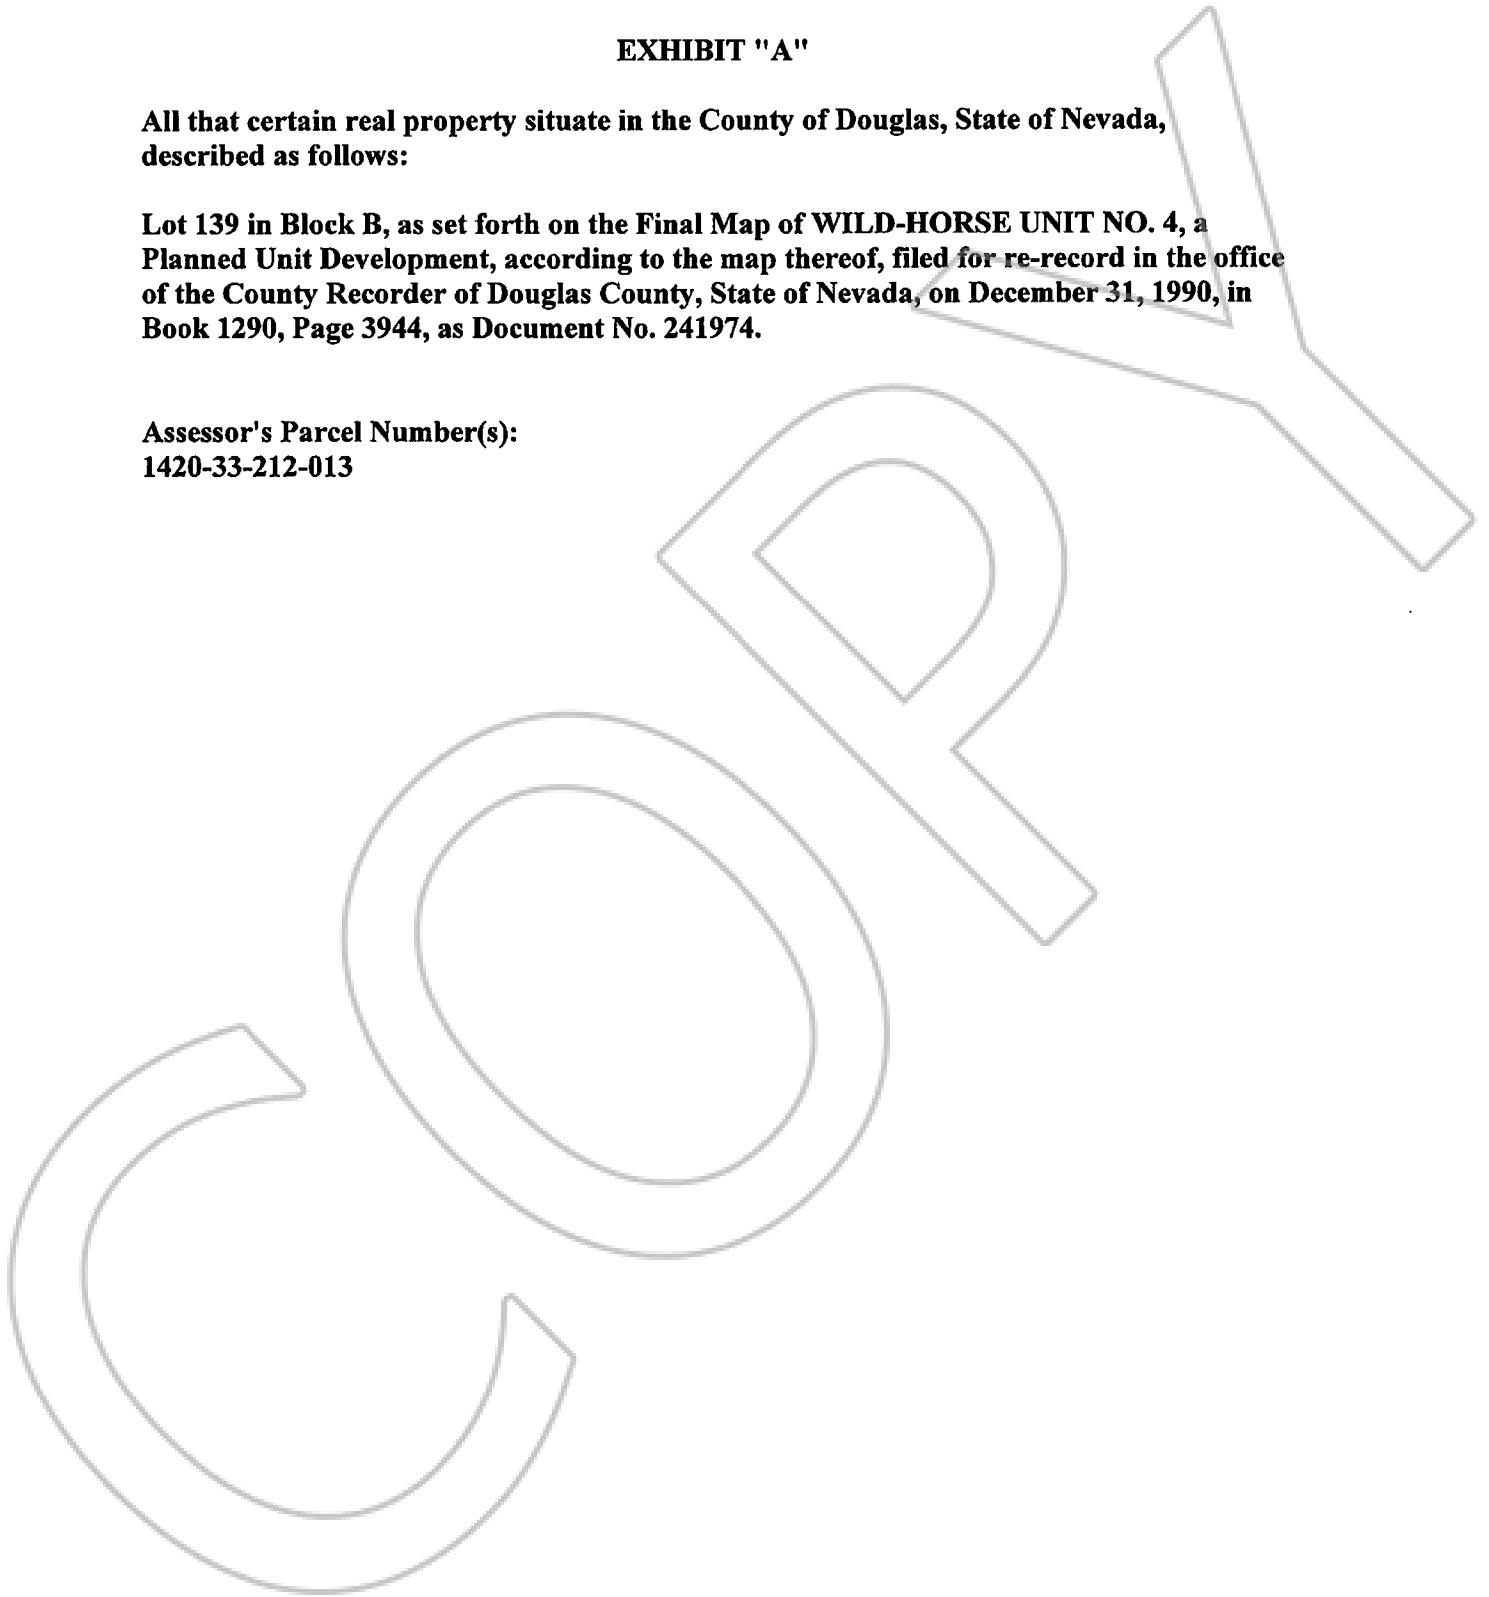 EXHIBIT "A"
All that certain real property situate in the County of Douglas, State of Nevada,
described as follows:
Lot 139 in Block B, as set forth on the Final Map of WILD-HORSE UNIT NO. 4, a
Planned Unit Development, according to the map thereof, filed for re-record in the office
of the County Recorder of Douglas County, State of Nevada, on December 31, 1990, in
Book 1290, Page 3944, as Document No. 241974.
Assessor's Parcel Number(s):
1420-33-212-013
COPY